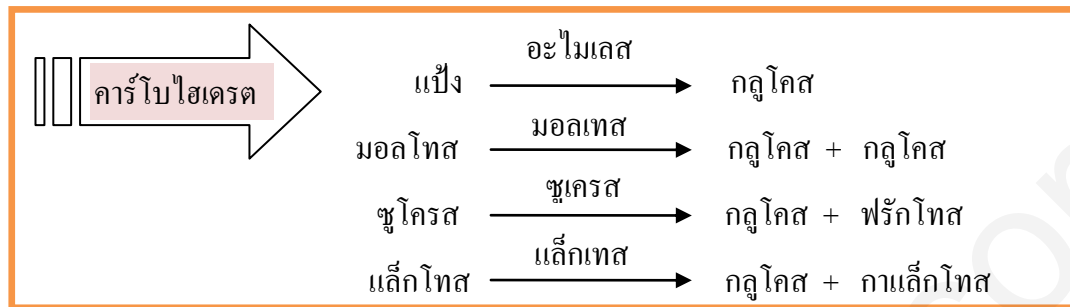 คาร์โบไฮเดรต
อะไมเลส
แป้ง กลูโคส
มอลเทส
มอลโทส กลูโคส + กลูโคส
ซูเครส
ซูโครส กลูโคส + ฟรักโทส
แล็กเทส
แล็กโทส กลูโคส + กาแล็กโทส